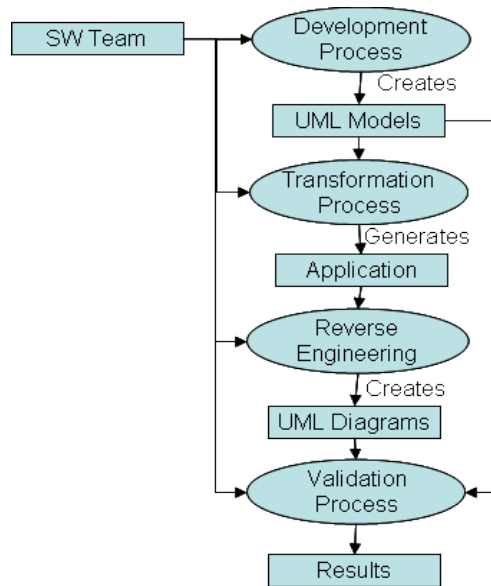 SW Team
Development
Process
Creates
UML Models
Transformation
Process
Generates
Application
Reverse
Engineering
Creates
UML Diagrams
Validation
Process
Results